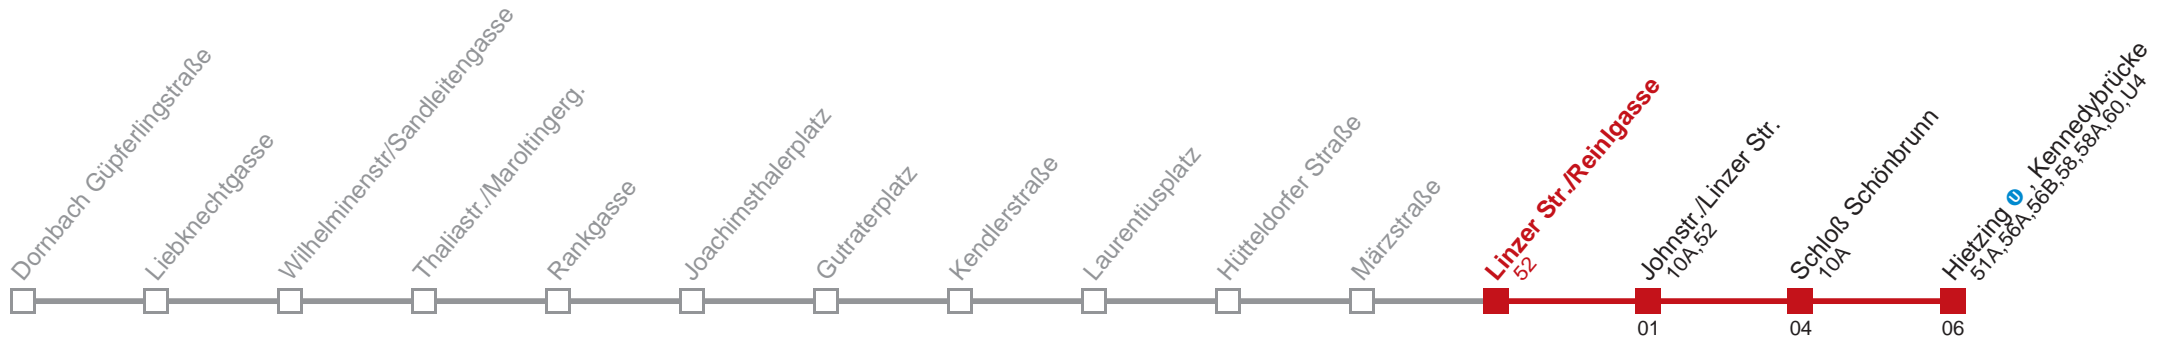 Dornbach Güpferlingstraße
Liebknechtgasse
Wilhelminenstr/Sandleitengasse
Thaliastr./Maroltingerg.
Rankgasse
Joachimsthalerplatz
Gutraterplatz
Kendlerstraße
Laurentiusplatz
Hütteldorfer Straße
Märzstraße
Linzer Str./Reinlgasse
52
Johnstr./Linzer Str.
10A,52
01
Schloß Schönbrunn
10A
04
Hietzing U , Kennedybrücke
51A,56A,56B,58,58A,60,U4
06